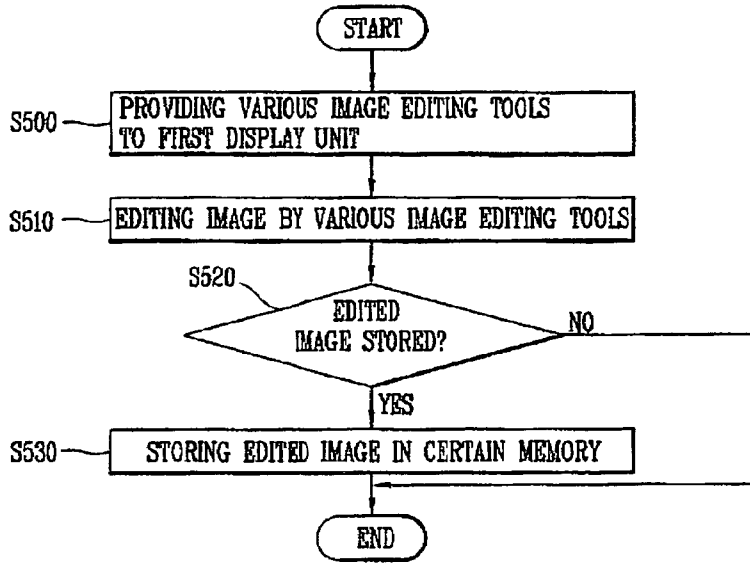 START
S500
PROVIDING VARIOUS IMAGE EDITING TOOLS
TO FIRST DISPLAY UNIT
S510
EDITING IMAGE BY VARIOUS IMAGE EDITING TOOLS
S520
EDITED
IMAGE STORED?
NO
YES
S530
STORING EDITED IMAGE IN CERTAIN MEMORY
END